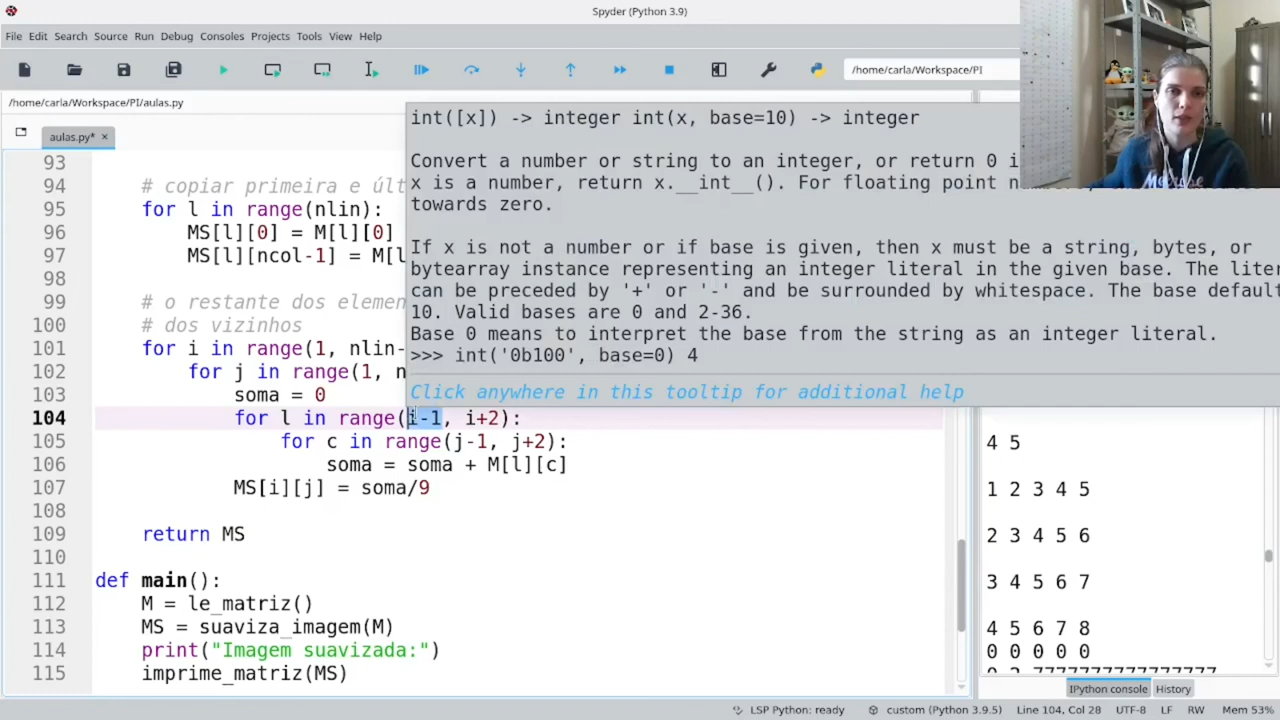 Spyder (Python 3.9)
File Edit Search Source Run Debug Consoles Projects Tools View Help
/home/carla/Workspace/PI
/home/carla/Workspace/PI/aulas.py
aulas.py*
93
94 # copiar primeira e últ
95 for l in range(nlin):
96 MS[l][0] = M[l][0]
97 MS[l][ncol-1] = M[l
98
99 # o restante dos elemen
100 # dos vizinhos
101 for i in range(1, nlin-
102 for j in range(1, n
103 soma = 0
104 for l in range(i-1, i+2):
105 for c in range(j-1, j+2):
106 soma = soma + M[l][c]
107 MS[i][j] = soma/9
108
109 return MS
110
111 def main():
112 M = le_matriz()
113 MS = suaviza_imagem(M)
114 print("Imagem suavizada:")
115 imprime_matriz(MS)
int([x]) -> integer int(x, base=10) -> integer
Convert a number or string to an integer, or return 0 i
x is a number, return x.__int__(). For floating point n
towards zero.
If x is not a number or if base is given, then x must be a string, bytes, or
bytearray instance representing an integer literal in the given base. The liter
can be preceded by '+' or '-' and be surrounded by whitespace. The base default
10. Valid bases are 0 and 2-36.
Base 0 means to interpret the base from the string as an integer literal.
>>> int('0b100', base=0) 4
Click anywhere in this tooltip for additional help
4 5
1 2 3 4 5
2 3 4 5 6
3 4 5 6 7
4 5 6 7 8
0 0 0 0 0
IPython console History
LSP Python: ready custom (Python 3.9.5) Line 104, Col 28 UTF-8 LF RW Mem 53%